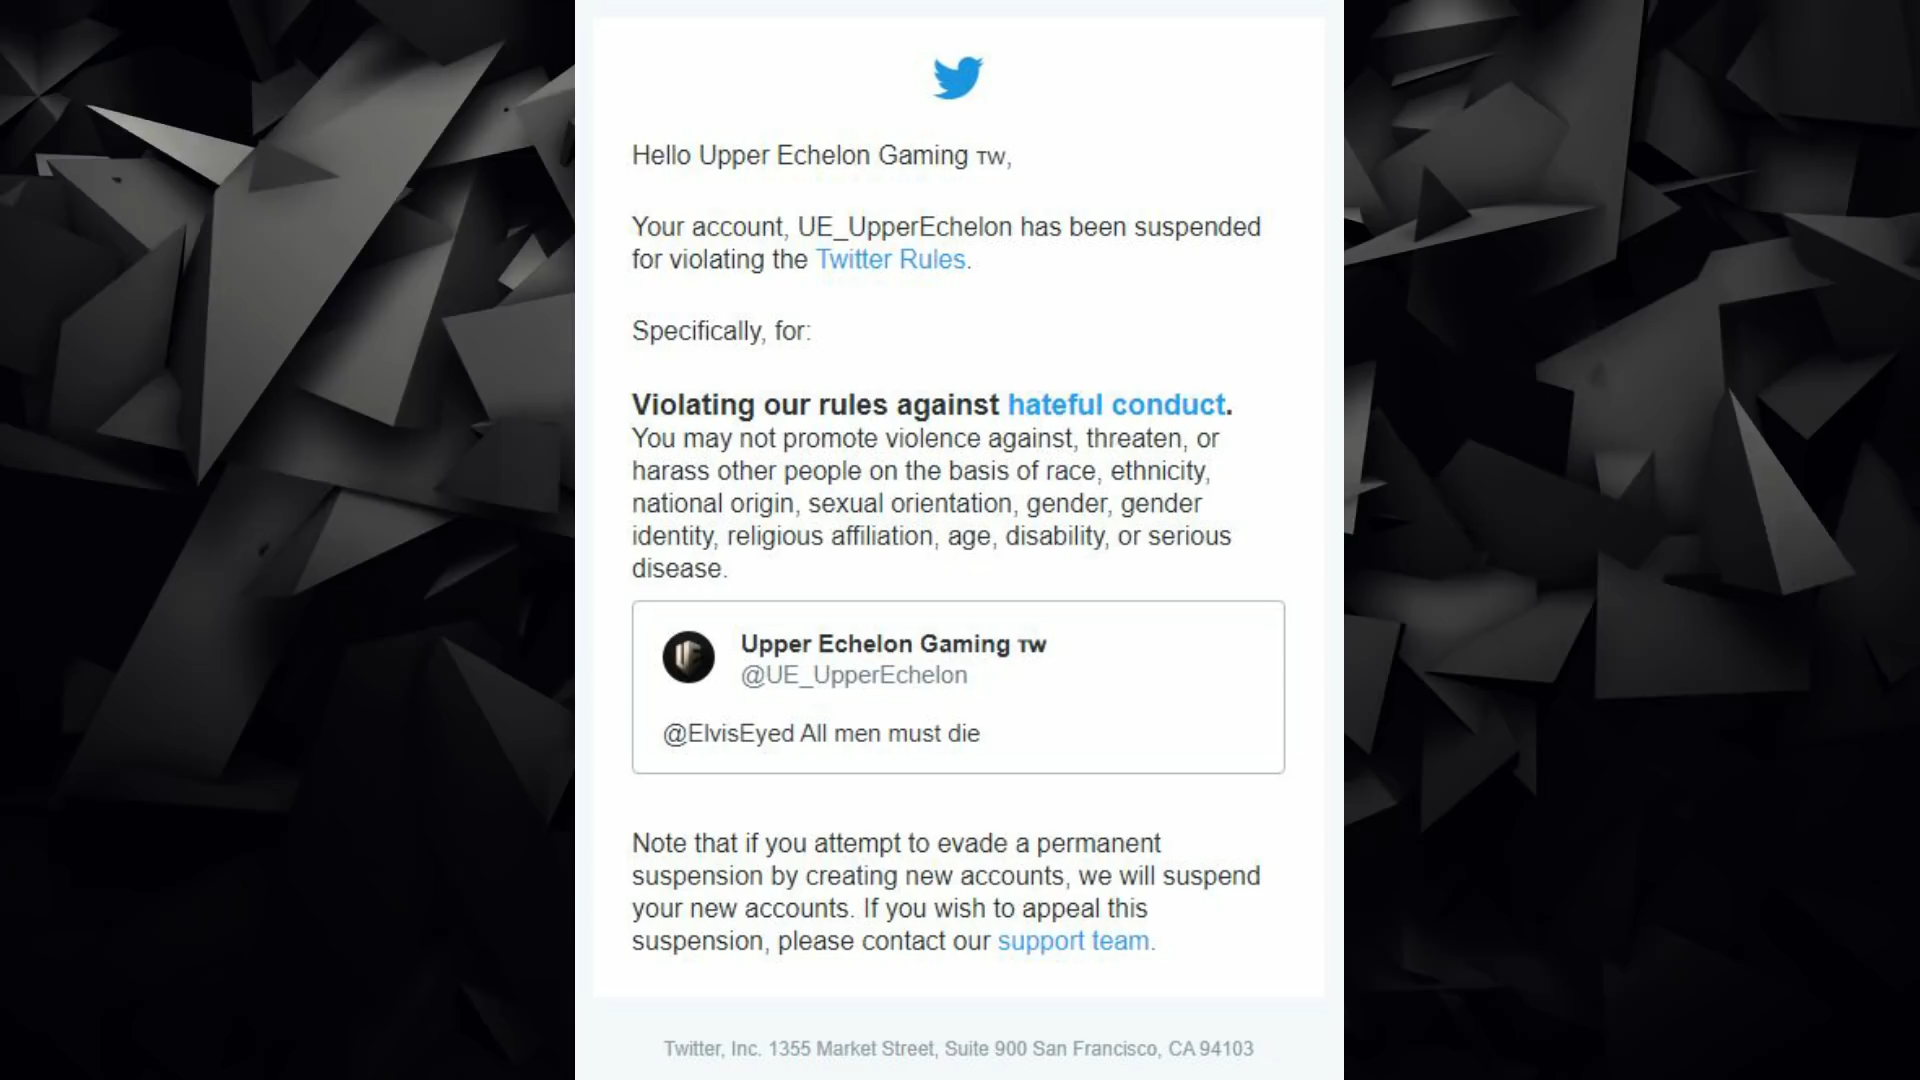 Hello Upper Echelon Gaming ᴛᴡ,
Your account, UE_UpperEchelon has been suspended
for violating the Twitter Rules.
Specifically, for:
Violating our rules against hateful conduct.
You may not promote violence against, threaten, or
harass other people on the basis of race, ethnicity,
national origin, sexual orientation, gender, gender
identity, religious affiliation, age, disability, or serious
disease.
UE
Upper Echelon Gaming ᴛᴡ
@UE_UpperEchelon
@ElvisEyed All men must die
Note that if you attempt to evade a permanent
suspension by creating new accounts, we will suspend
your new accounts. If you wish to appeal this
suspension, please contact our support team.
Twitter, Inc. 1355 Market Street, Suite 900 San Francisco, CA 94103